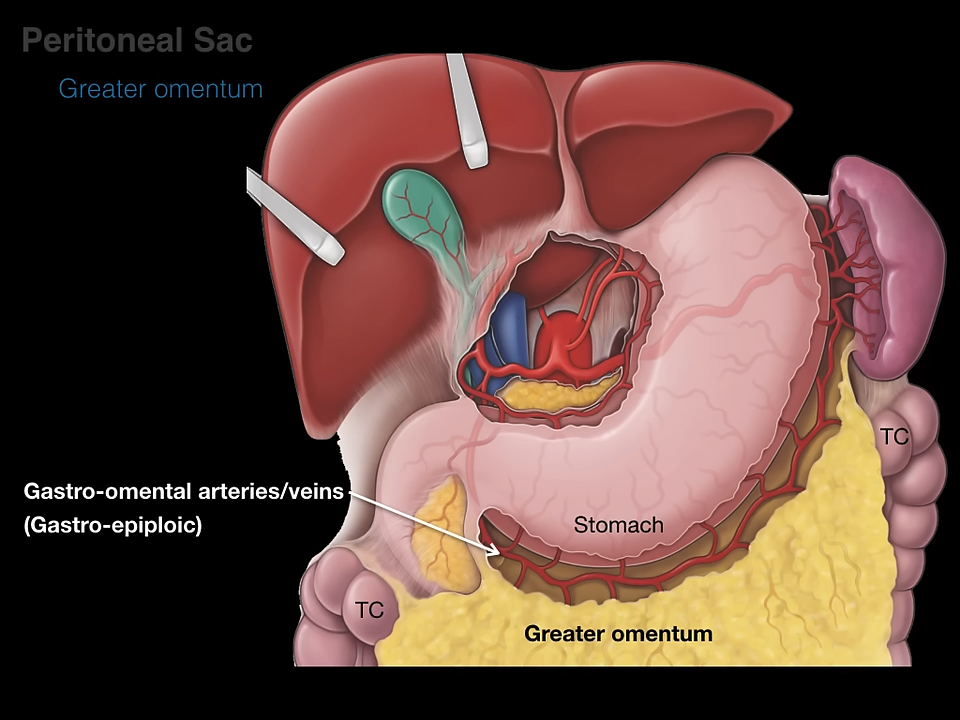 Peritoneal Sac
Greater omentum
TC
Gastro-omental arteries/veins
(Gastro-epiploic)
Stomach
TC
Greater omentum